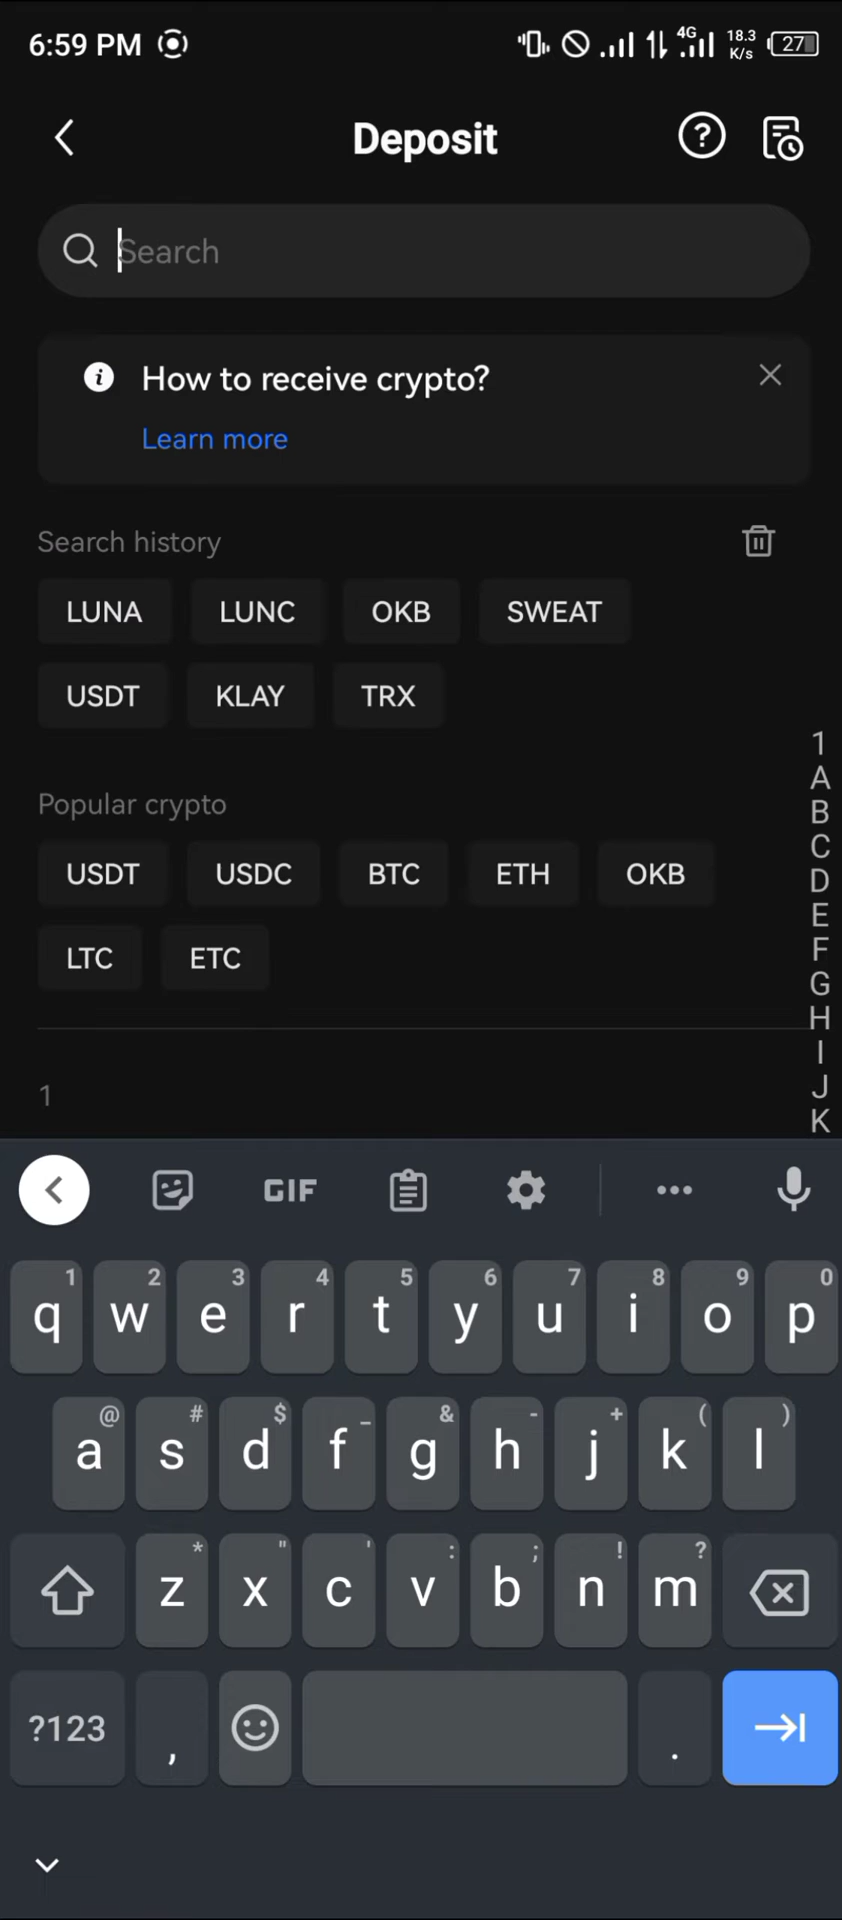 6:59 PM 4G 18.3 K/s 27
Deposit
Search
How to receive crypto?
Learn more
Search history
LUNA LUNC OKB SWEAT
USDT KLAY TRX
Popular crypto
USDT USDC BTC ETH OKB
LTC ETC
1
1
A
B
C
D
E
F
G
H
I
J
K
GIF
1 2 3 4 5 6 7 8 9 0
q w e r t y u i o p
@ # $ _ & - + ( )
a s d f g h j k l
* " ' : ; ! ?
z x c v b n m
?123 , .